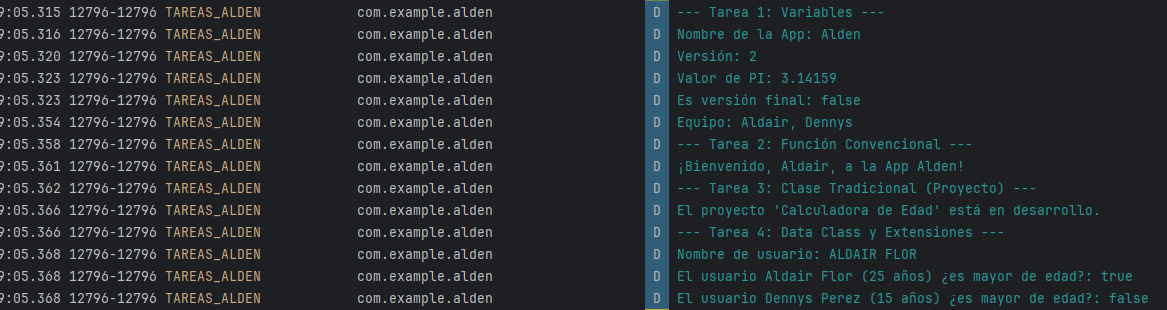 9:05.315 12796-12796 TAREAS_ALDEN com.example.alden D --- Tarea 1: Variables ---
9:05.316 12796-12796 TAREAS_ALDEN com.example.alden D Nombre de la App: Alden
9:05.320 12796-12796 TAREAS_ALDEN com.example.alden D Versión: 2
9:05.323 12796-12796 TAREAS_ALDEN com.example.alden D Valor de PI: 3.14159
9:05.323 12796-12796 TAREAS_ALDEN com.example.alden D Es versión final: false
9:05.354 12796-12796 TAREAS_ALDEN com.example.alden D Equipo: Aldair, Dennys
9:05.358 12796-12796 TAREAS_ALDEN com.example.alden D --- Tarea 2: Función Convencional ---
9:05.361 12796-12796 TAREAS_ALDEN com.example.alden D ¡Bienvenido, Aldair, a la App Alden!
9:05.362 12796-12796 TAREAS_ALDEN com.example.alden D --- Tarea 3: Clase Tradicional (Proyecto) ---
9:05.366 12796-12796 TAREAS_ALDEN com.example.alden D El proyecto 'Calculadora de Edad' está en desarrollo.
9:05.366 12796-12796 TAREAS_ALDEN com.example.alden D --- Tarea 4: Data Class y Extensiones ---
9:05.368 12796-12796 TAREAS_ALDEN com.example.alden D Nombre de usuario: ALDAIR FLOR
9:05.368 12796-12796 TAREAS_ALDEN com.example.alden D El usuario Aldair Flor (25 años) ¿es mayor de edad?: true
9:05.368 12796-12796 TAREAS_ALDEN com.example.alden D El usuario Dennys Perez (15 años) ¿es mayor de edad?: false